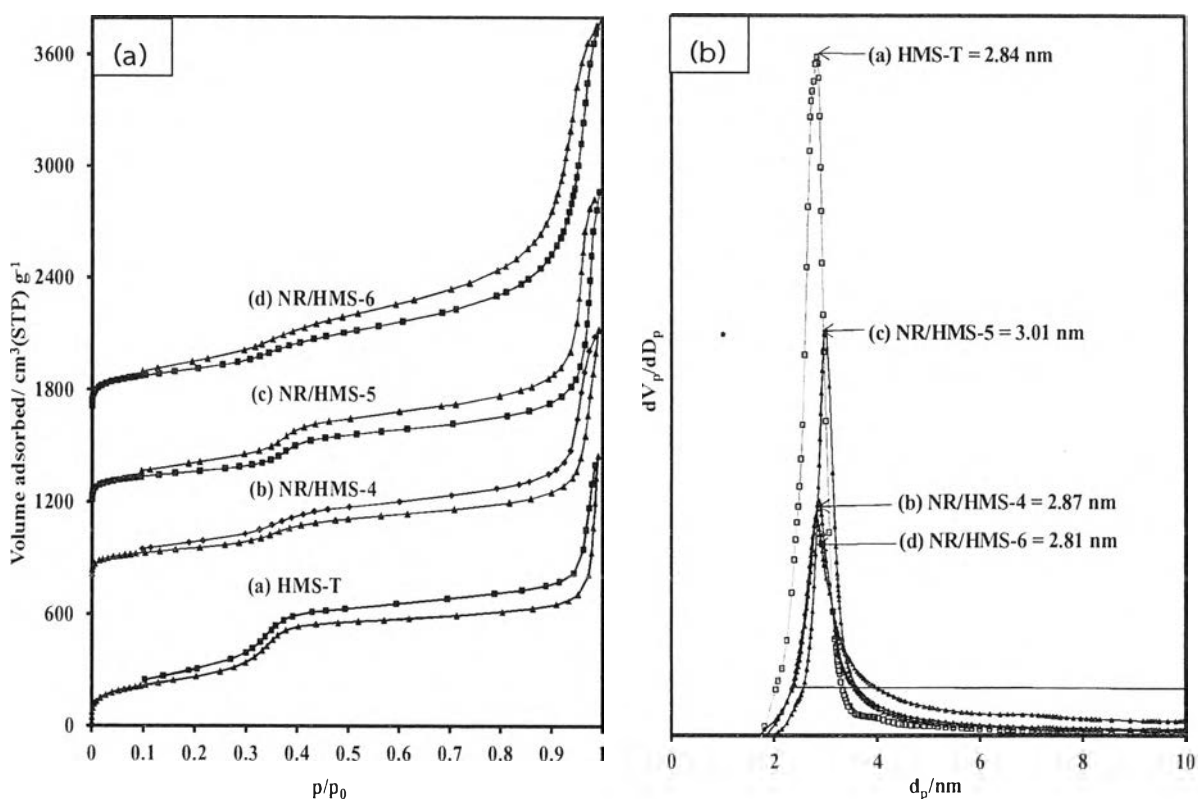 (a)
3600
3000
2400
1800
1200
600
0
Volume adsorbed/ cm³(STP) g⁻¹
(d) NR/HMS-6
(c) NR/HMS-5
(b) NR/HMS-4
(a) HMS-T
0 0.1 0.2 0.3 0.4 0.5 0.6 0.7 0.8 0.9 1
p/p₀
(b)
(a) HMS-T = 2.84 nm
(c) NR/HMS-5 = 3.01 nm
(b) NR/HMS-4 = 2.87 nm
(d) NR/HMS-6 = 2.81 nm
dVₚ/dDₚ
0 2 4 6 8 10
dₚ/nm